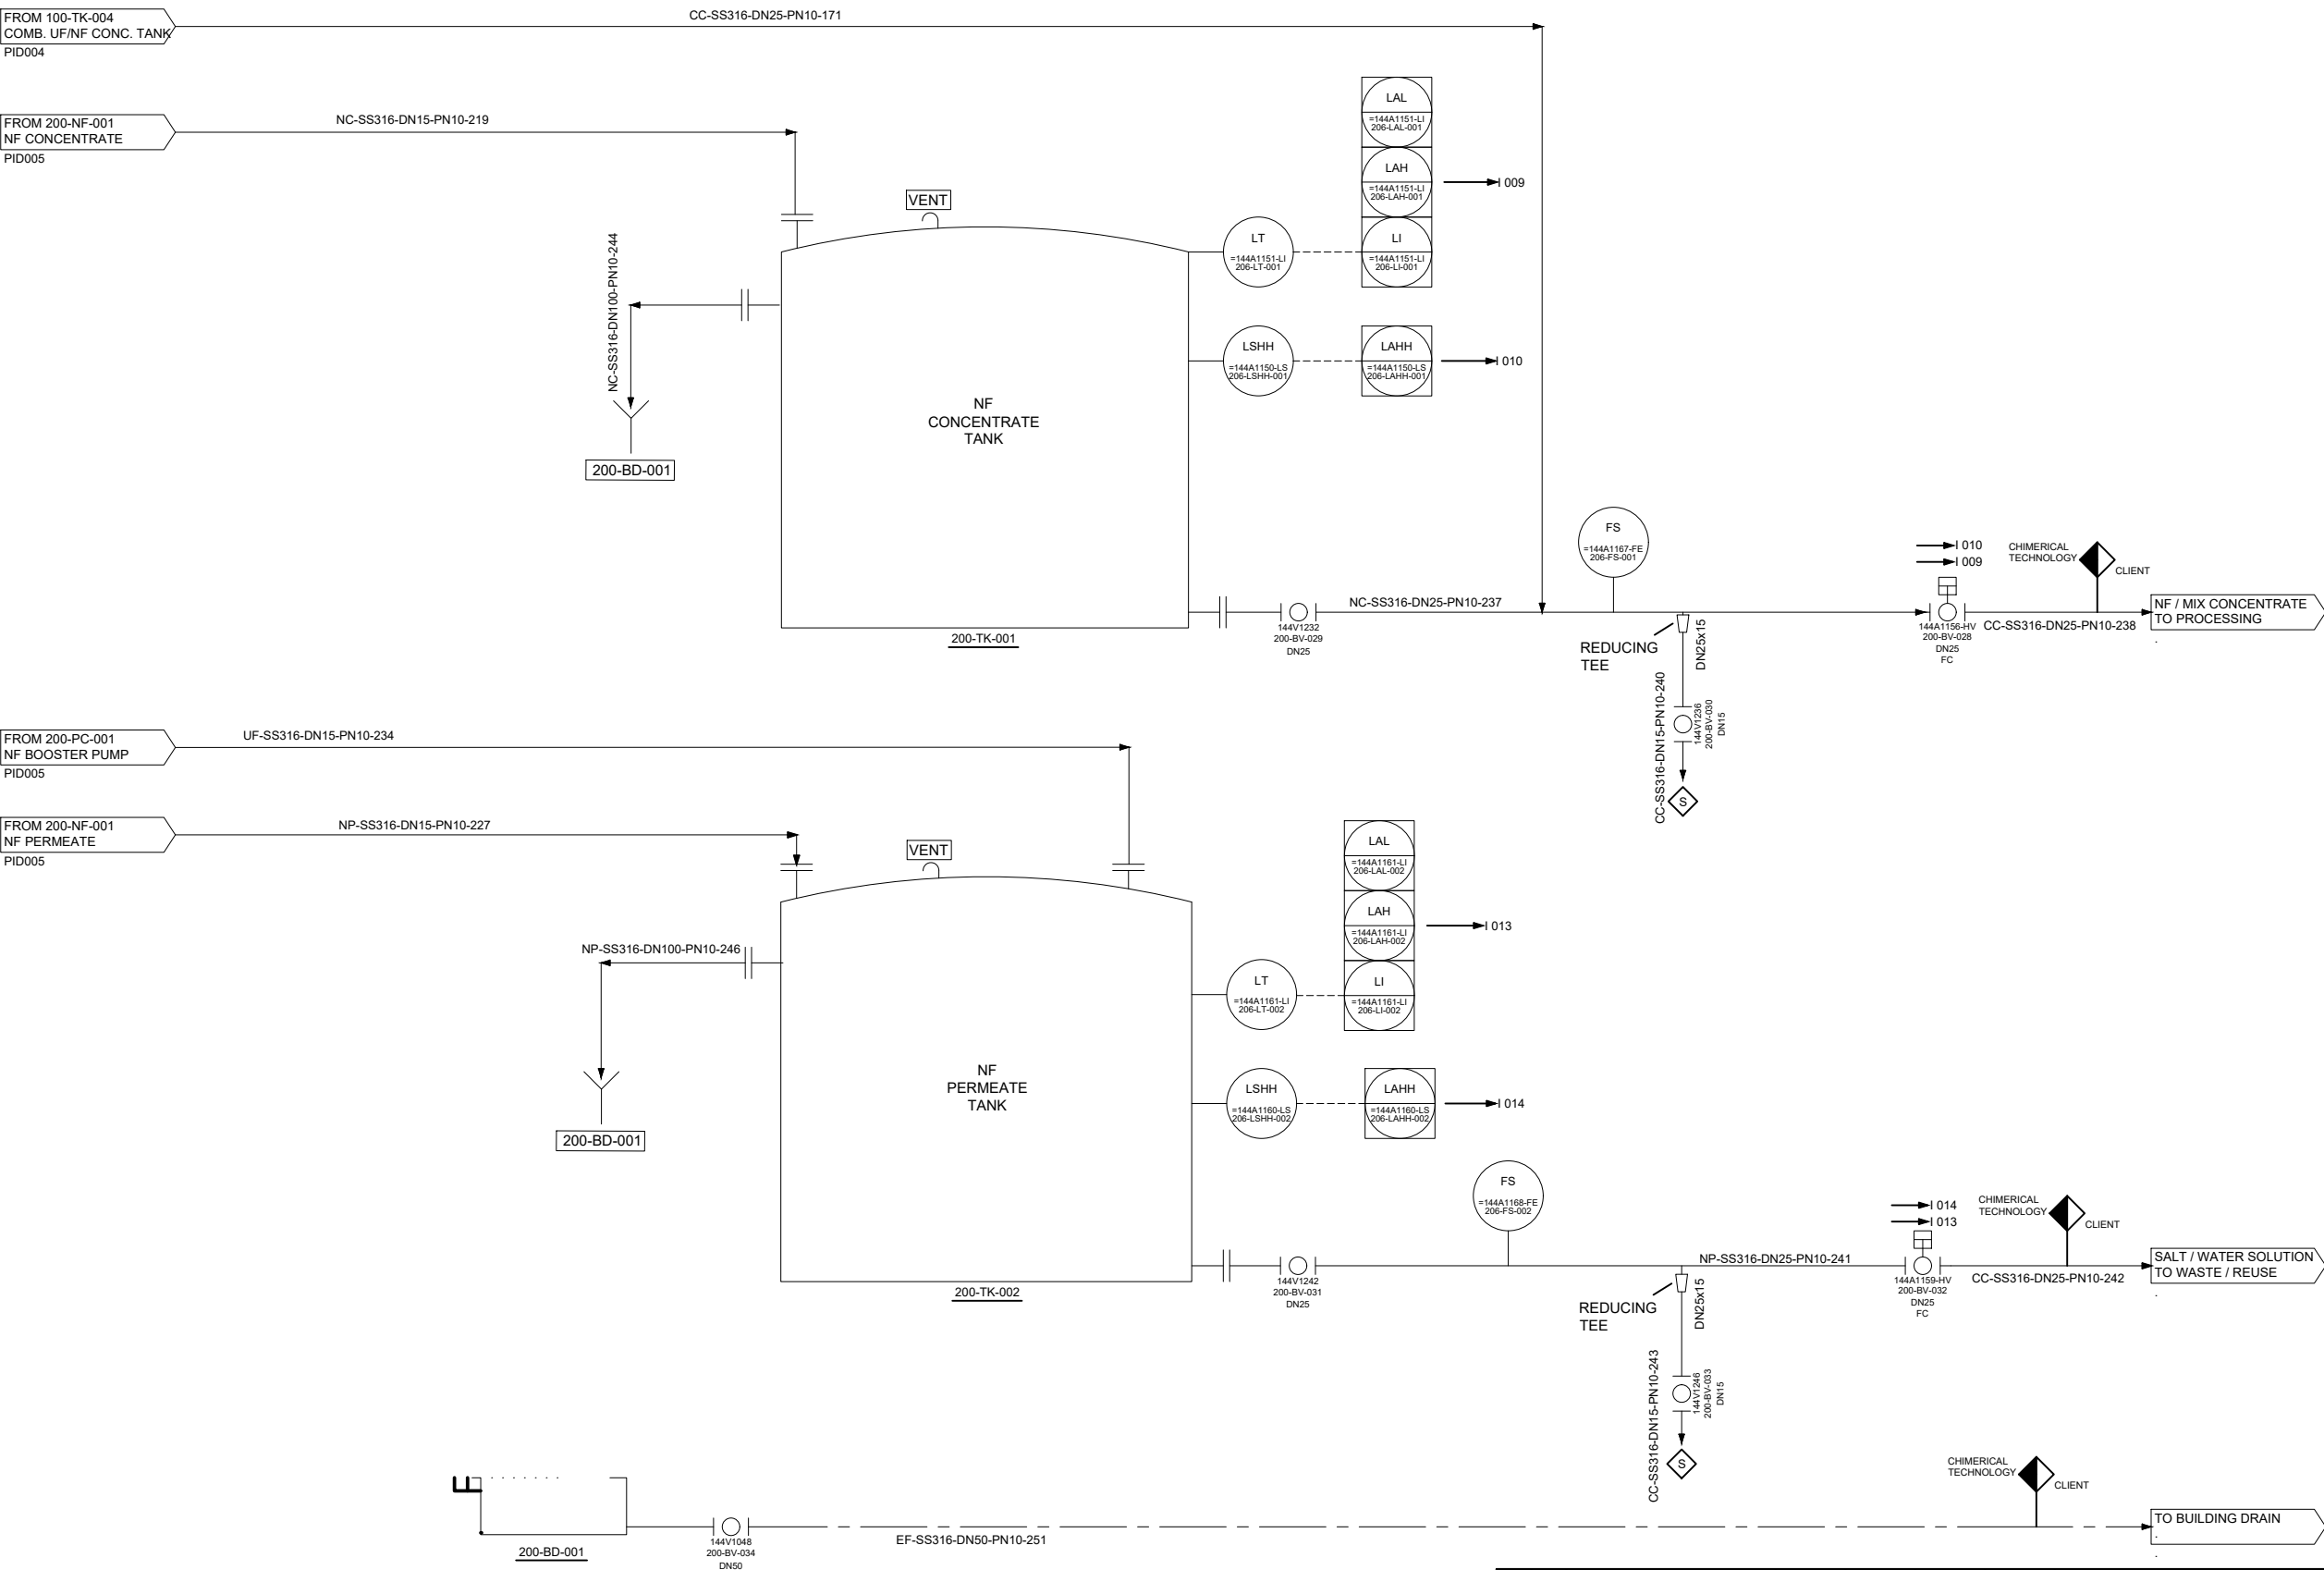 FROM 100-TK-004
COMB. UF/NF CONC. TANK
PID004
CC-SS316-DN25-PN10-171
FROM 200-NF-001
NF CONCENTRATE
PID005
NC-SS316-DN15-PN10-219
VENT
NC-SS316-DN100-PN10-244
200-BD-001
NF
CONCENTRATE
TANK
200-TK-001
LAL
=144A1151-LI
206-LAL-001
LAH
=144A1151-LI
206-LAH-001
I 009
LT
=144A1151-LI
206-LT-001
LI
=144A1151-LI
206-LI-001
LSHH
=144A1150-LS
206-LSHH-001
LAHH
=144A1150-LS
206-LAHH-001
I 010
144V1232
200-BV-029
DN25
NC-SS316-DN25-PN10-237
FS
=144A1167-FE
206-FS-001
REDUCING
TEE
DN25x15
CC-SS316-DN15-PN10-240
144V1236
200-BV-030
DN15
S
I 010
I 009
144A1156-HV
200-BV-028
DN25
FC
CHIMERICAL
TECHNOLOGY
CLIENT
CC-SS316-DN25-PN10-238
NF / MIX CONCENTRATE
TO PROCESSING
.
FROM 200-PC-001
NF BOOSTER PUMP
PID005
UF-SS316-DN15-PN10-234
FROM 200-NF-001
NF PERMEATE
PID005
NP-SS316-DN15-PN10-227
VENT
NP-SS316-DN100-PN10-246
200-BD-001
NF
PERMEATE
TANK
200-TK-002
LAL
=144A1161-LI
206-LAL-002
LAH
=144A1161-LI
206-LAH-002
I 013
LT
=144A1161-LI
206-LT-002
LI
=144A1161-LI
206-LI-002
LSHH
=144A1160-LS
206-LSHH-002
LAHH
=144A1160-LS
206-LAHH-002
I 014
144V1242
200-BV-031
DN25
FS
=144A1168-FE
206-FS-002
REDUCING
TEE
DN25x15
CC-SS316-DN15-PN10-243
144V1246
200-BV-033
DN15
S
NP-SS316-DN25-PN10-241
I 014
I 013
144A1159-HV
200-BV-032
DN25
FC
CHIMERICAL
TECHNOLOGY
CLIENT
CC-SS316-DN25-PN10-242
SALT / WATER SOLUTION
TO WASTE / REUSE
.
200-BD-001
144V1048
200-BV-034
DN50
EF-SS316-DN50-PN10-251
CHIMERICAL
TECHNOLOGY
CLIENT
TO BUILDING DRAIN
.
.